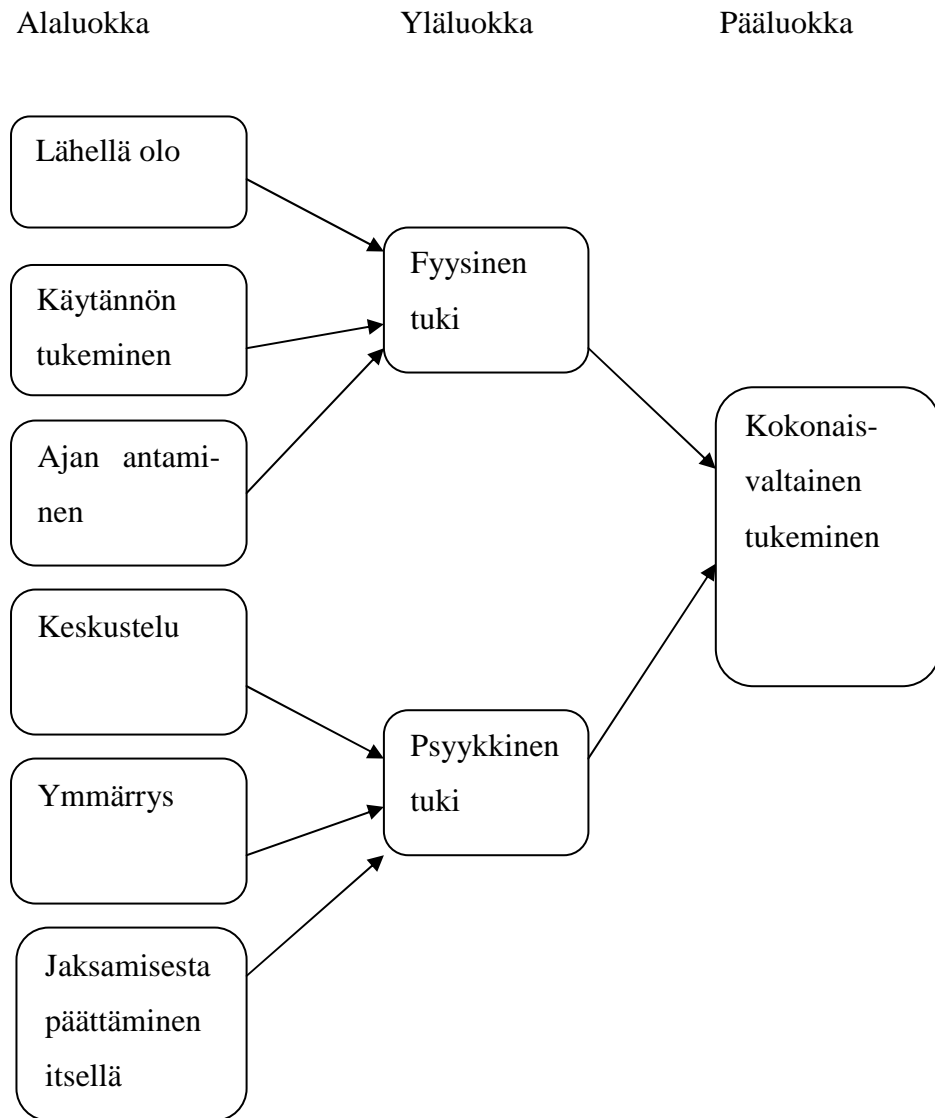 Alaluokka Yläluokka Pääluokka
Lähellä olo
Käytännön
tukeminen
Ajan antami-
nen
Keskustelu
Ymmärrys
Jaksamisesta
päättäminen
itsellä
Fyysinen
tuki
Psyykkinen
tuki
Kokonais-
valtainen
tukeminen